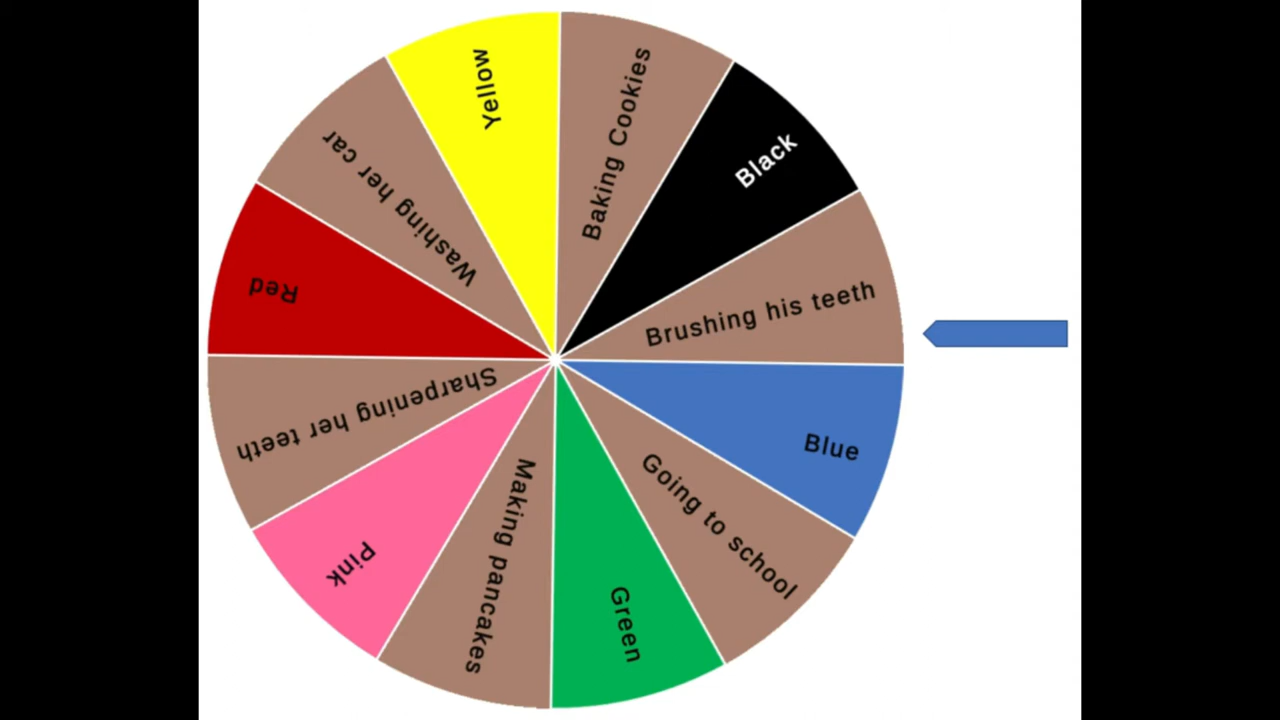 Yellow
Baking Cookies
Black
Brushing his teeth
Blue
Going to school
Green
Making pancakes
Pink
Sharpening her teeth
Red
Washing her car